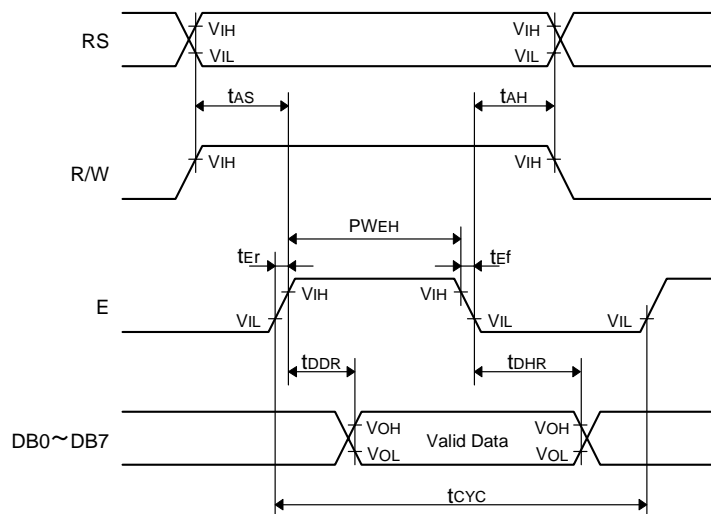 RS
VIH
VIH
VIL
VIL
tAS
tAH
R/W
VIH
VIH
PWEH
tEr
tEf
E
VIH
VIH
VIL
VIL
VIL
tDDR
tDHR
DB0～DB7
VOH
VOH
VOL
Valid Data
VOL
tCYC